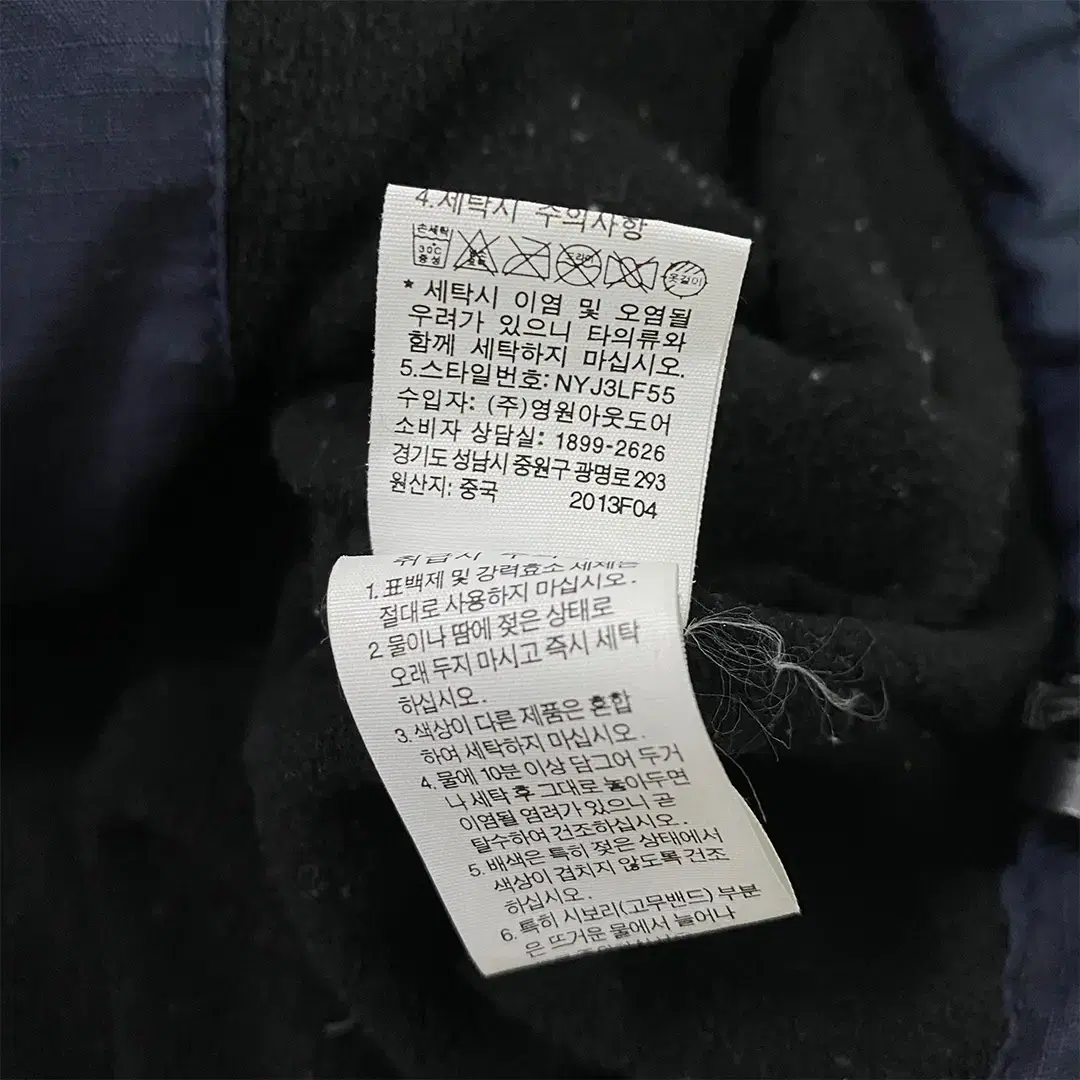 4.세탁시 주의사항
손세탁 30℃ 중성 드라이 옷걸이
* 세탁시 이염 및 오염될
우려가 있으니 타의류와
함께 세탁하지 마십시오.
5.스타일번호: NYJ3LF55
수입자: (주)영원아웃도어
소비자 상담실: 1899-2626
경기도 성남시 중원구 광명로 293
원산지: 중국 2013F04
취급시
1. 표백제 및 강력효소 세제는
절대로 사용하지 마십시오.
2 물이나 땀에 젖은 상태로
오래 두지 마시고 즉시 세탁
하십시오.
3. 색상이 다른 제품은 혼합
하여 세탁하지 마십시오.
4. 물에 10분 이상 담그어 두거
나 세탁 후 그대로 놓아두면
이염될 염려가 있으니 곧
탈수하여 건조하십시오.
5. 배색은 특히 젖은 상태에서
색상이 겹치지 않도록 건조
하십시오.
6. 특히 시보리(고무밴드) 부분
은 뜨거운 물에서 늘어나